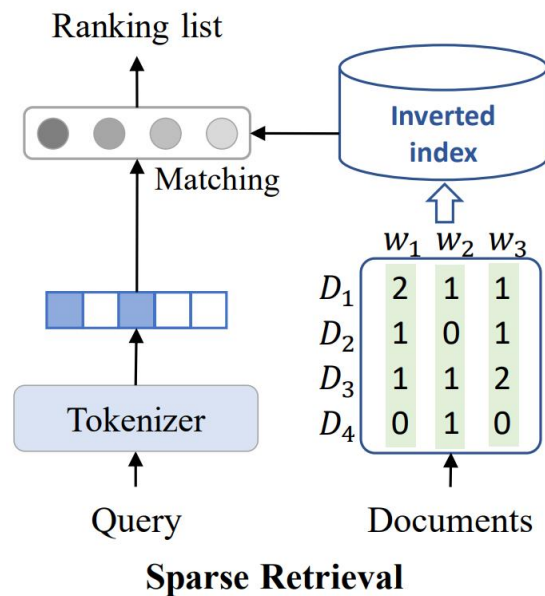 Ranking list
Inverted
index
Matching
w₁ w₂ w₃
D₁ 2 1 1
D₂ 1 0 1
D₃ 1 1 2
D₄ 0 1 0
Tokenizer
Query
Documents
Sparse Retrieval